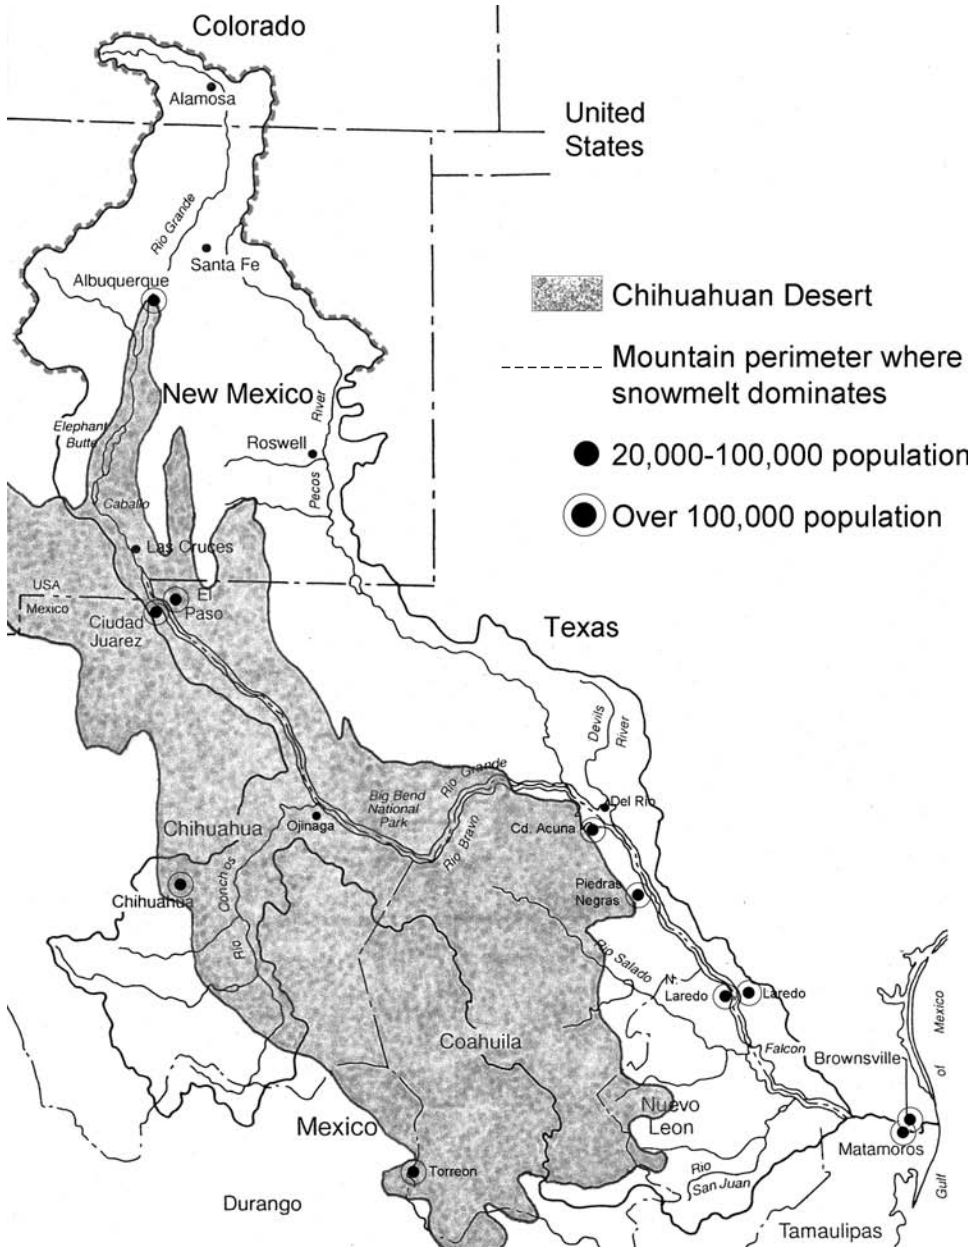 Colorado
Alamosa
United
States
Rio Grande
Santa Fe
Albuquerque
Chihuahuan Desert
Mountain perimeter where
snowmelt dominates
New Mexico
River
Elephant
Butte
Roswell
20,000-100,000 population
Pecos
Caballo
Over 100,000 population
Las Cruces
USA
Mexico
El
Paso
Ciudad
Juarez
Texas
Devils
River
Rio Grande
Big Bend
National
Park
Del Rio
Chihuahua
Ojinaga
Rio Bravo
Cd. Acuna
Conchos
Chihuahua
Piedras
Negras
Rio
Rio Salado
N.
Laredo
Laredo
Mexico
Coahuila
Falcon
of
Brownsville
Nuevo
Leon
Mexico
Matamoros
Torreon
Rio
San Juan
Gulf
Durango
Tamaulipas